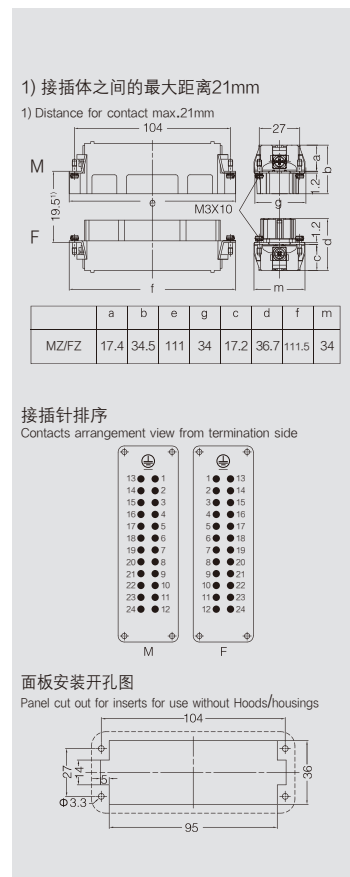 1) 接插体之间的最大距离21mm
1) Distance for contact max.21mm
104
27
M
a
b
1.2
19.5¹⁾
e
M3X10
g
F
1.2
d
c
f
m
a b e g c d f m
MZ/FZ 17.4 34.5 111 34 17.2 36.7 111.5 34
接插针排序
Contacts arrangement view from termination side
13 1 1 13
14 2 2 14
15 3 3 15
16 4 4 16
17 5 5 17
18 6 6 18
19 7 7 19
20 8 8 20
21 9 9 21
22 10 10 22
23 11 11 23
24 12 12 24
M F
面板安装开孔图
Panel cut out for inserts for use without Hoods/housings
104
27
14
5
36
Φ3.3
95